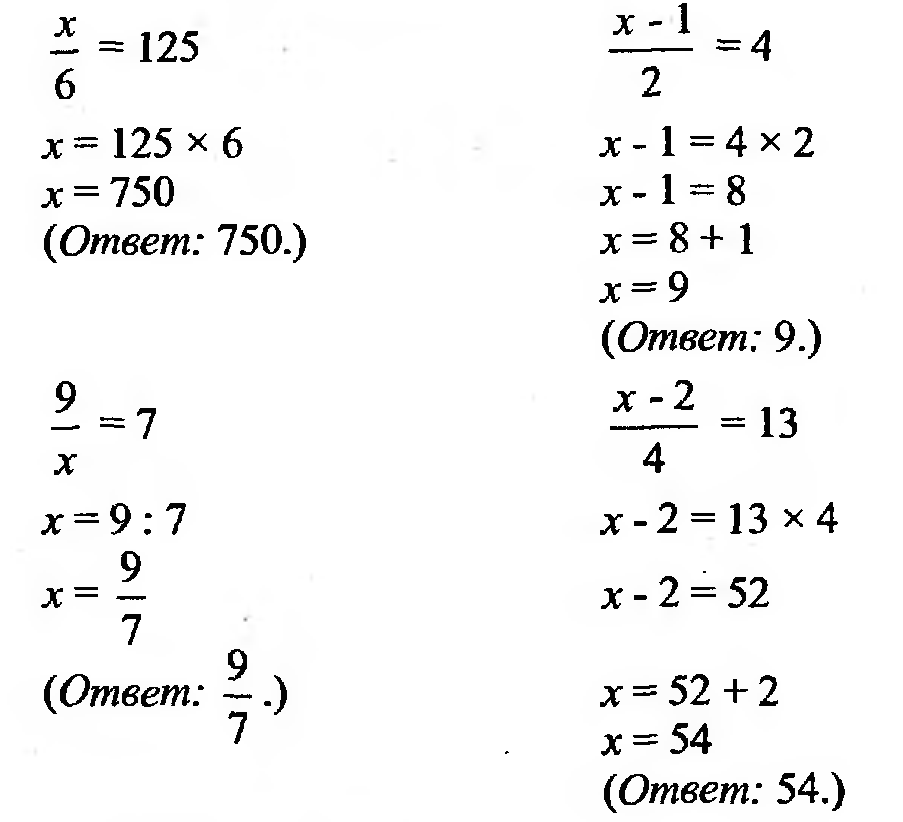 x/6 = 125
x = 125 × 6
x = 750
(Ответ: 750.)
x - 1/2 = 4
x - 1 = 4 × 2
x - 1 = 8
x = 8 + 1
x = 9
(Ответ: 9.)
9/x = 7
x = 9 : 7
x = 9/7
(Ответ: 9/7.)
x - 2/4 = 13
x - 2 = 13 × 4
x - 2 = 52
x = 52 + 2
x = 54
(Ответ: 54.)